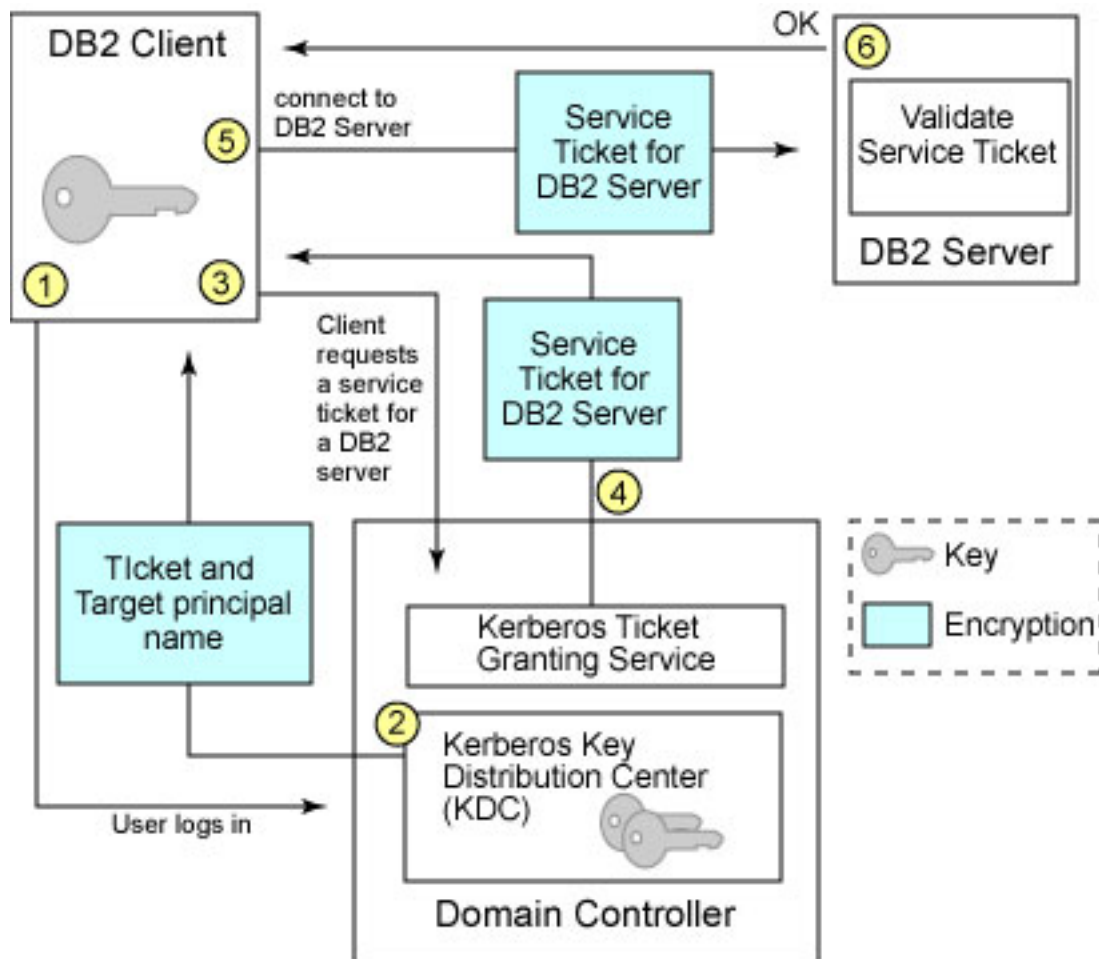 DB2 Client
OK
6
connect to
DB2 Server
5
Service
Ticket for
DB2 Server
Validate
Service Ticket
DB2 Server
1
3
Client
requests
a service
ticket for
a DB2
server
Service
Ticket for
DB2 Server
4
TIcket and
Target principal
name
Key
Encryption
Kerberos Ticket
Granting Service
2
Kerberos Key
Distribution Center
(KDC)
User logs in
Domain Controller